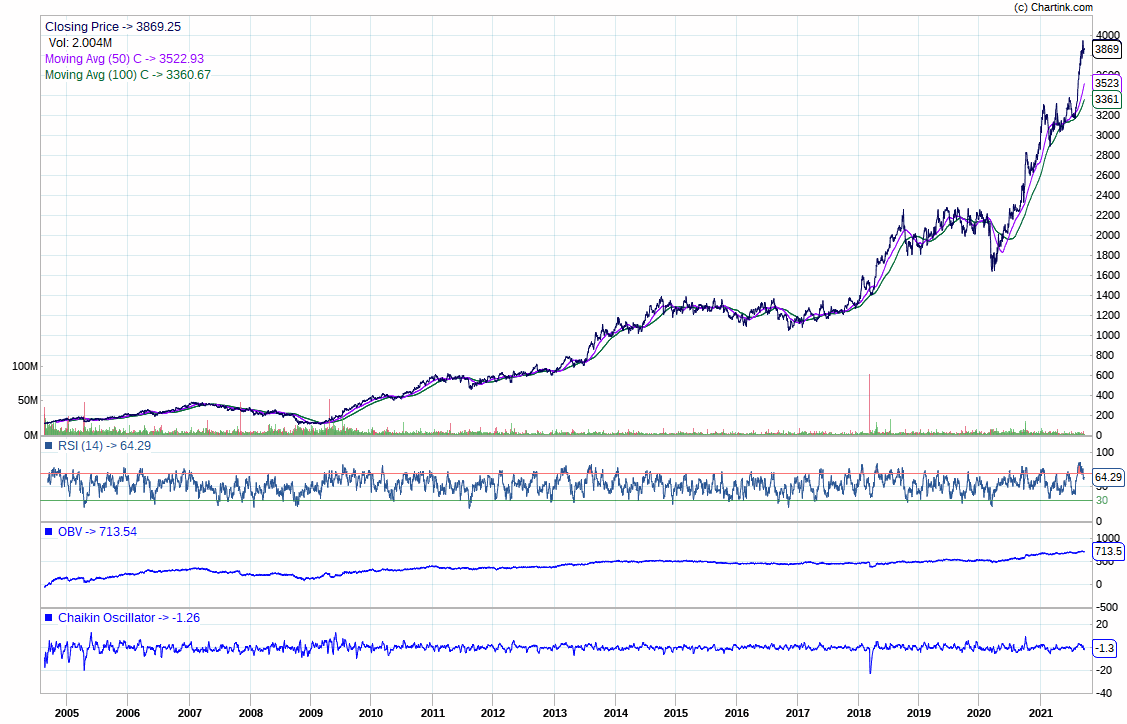 (c) Chartink.com
Closing Price -> 3869.25
Vol: 2.004M
Moving Avg (50) C -> 3522.93
Moving Avg (100) C -> 3360.67
4000
3869
3523
3361
3200
3000
2800
2600
2400
2200
2000
1800
1600
1400
1200
1000
800
100M 600
400
50M
200
0M 0
RSI (14) -> 64.29
100
64.29
30
0
OBV -> 713.54
1000
713.5
500
0
-500
Chaikin Oscillator -> -1.26
20
-1.3
-20
-40
2005 2006 2007 2008 2009 2010 2011 2012 2013 2014 2015 2016 2017 2018 2019 2020 2021